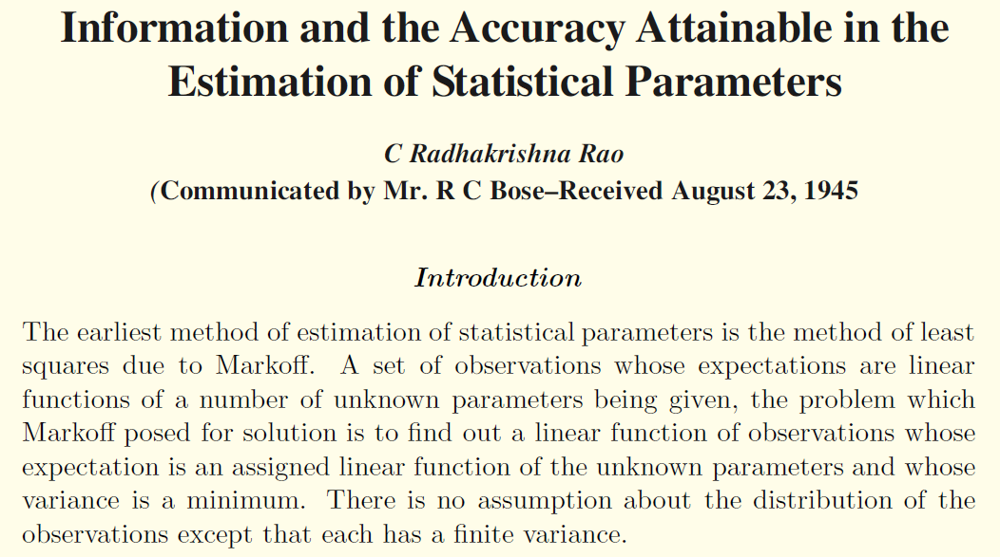 Information and the Accuracy Attainable in the
Estimation of Statistical Parameters
C Radhakrishna Rao
(Communicated by Mr. R C Bose–Received August 23, 1945
Introduction
The earliest method of estimation of statistical parameters is the method of least
squares due to Markoff. A set of observations whose expectations are linear
functions of a number of unknown parameters being given, the problem which
Markoff posed for solution is to find out a linear function of observations whose
expectation is an assigned linear function of the unknown parameters and whose
variance is a minimum. There is no assumption about the distribution of the
observations except that each has a finite variance.